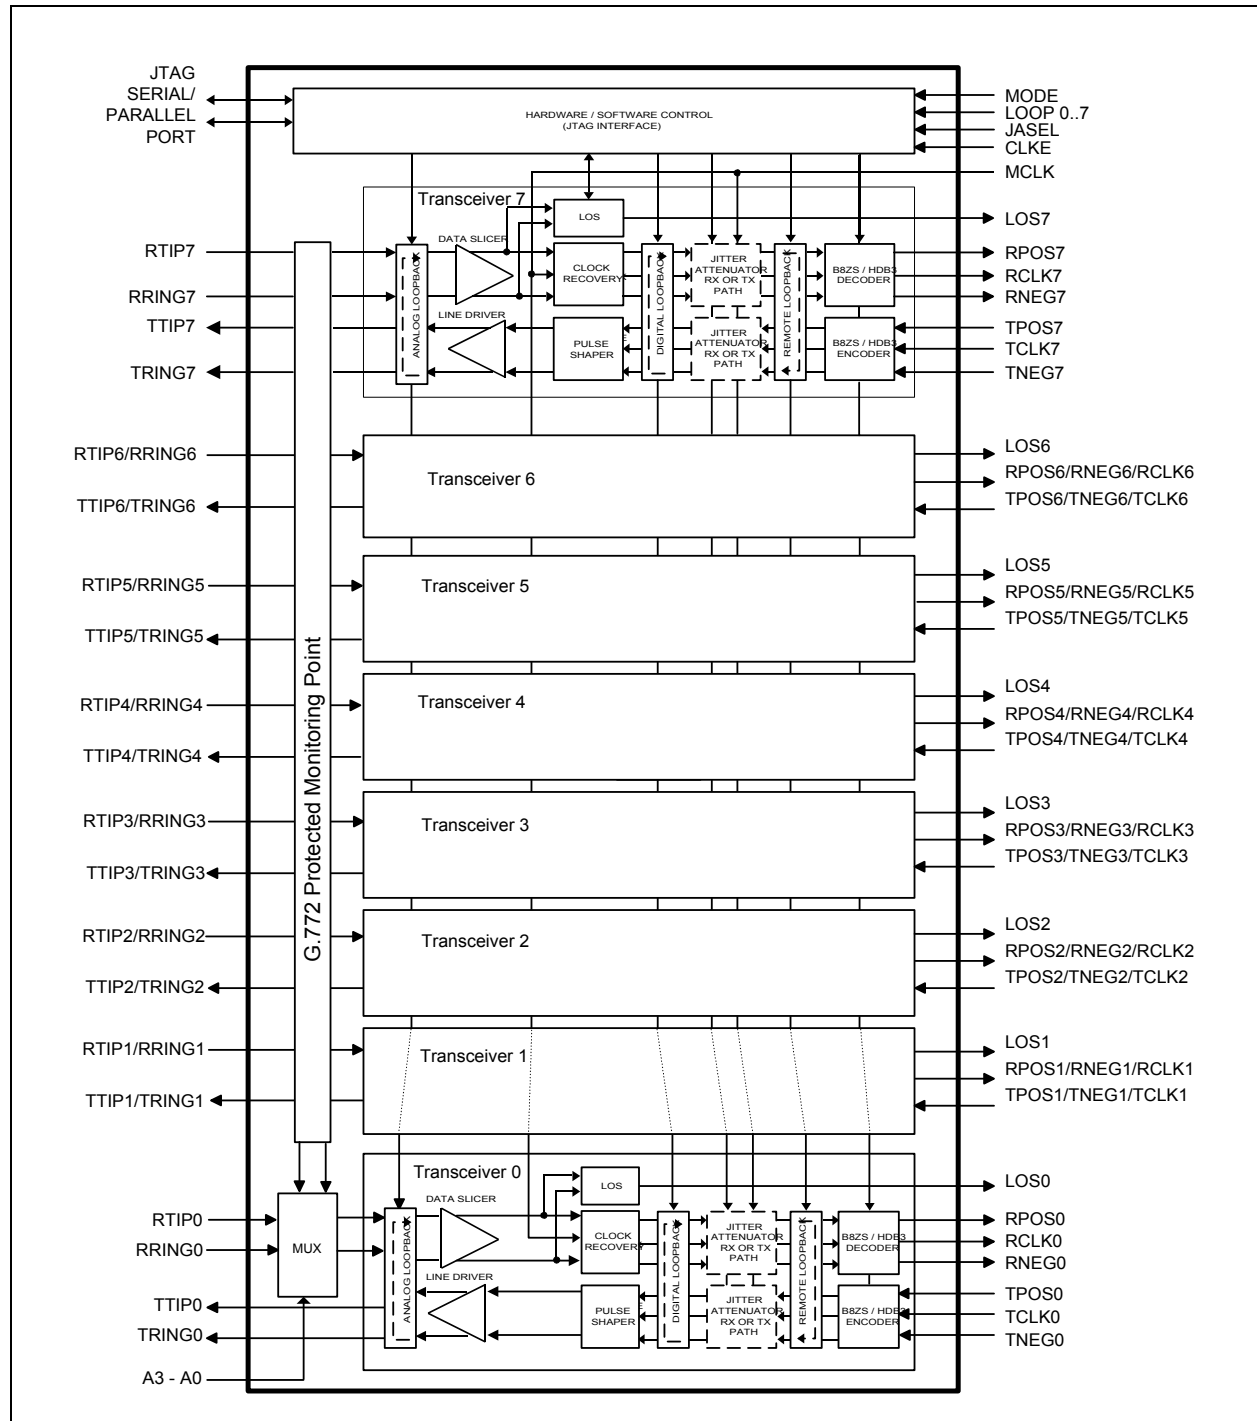 JTAG
SERIAL/
PARALLEL
PORT
HARDWARE / SOFTWARE CONTROL
(JTAG INTERFACE)
MODE
LOOP 0..7
JASEL
CLKE
MCLK
Transceiver 7
LOS
LOS7
RTIP7
RRING7
TTIP7
TRING7
DATA SLICER
LINE DRIVER
ANALOG LOOPBACK
CLOCK
RECOVERY
PULSE
SHAPER
DIGITAL LOOPBACK
JITTER
ATTENUATOR
RX OR TX
PATH
JITTER
ATTENUATOR
RX OR TX
PATH
REMOTE LOOPBACK
B8ZS / HDB3
DECODER
B8ZS / HDB3
ENCODER
RPOS7
RCLK7
RNEG7
TPOS7
TCLK7
TNEG7
G.772 Protected Monitoring Point
RTIP6/RRING6
TTIP6/TRING6
Transceiver 6
LOS6
RPOS6/RNEG6/RCLK6
TPOS6/TNEG6/TCLK6
RTIP5/RRING5
TTIP5/TRING5
Transceiver 5
LOS5
RPOS5/RNEG5/RCLK5
TPOS5/TNEG5/TCLK5
RTIP4/RRING4
TTIP4/TRING4
Transceiver 4
LOS4
RPOS4/RNEG4/RCLK4
TPOS4/TNEG4/TCLK4
RTIP3/RRING3
TTIP3/TRING3
Transceiver 3
LOS3
RPOS3/RNEG3/RCLK3
TPOS3/TNEG3/TCLK3
RTIP2/RRING2
TTIP2/TRING2
Transceiver 2
LOS2
RPOS2/RNEG2/RCLK2
TPOS2/TNEG2/TCLK2
RTIP1/RRING1
TTIP1/TRING1
Transceiver 1
LOS1
RPOS1/RNEG1/RCLK1
TPOS1/TNEG1/TCLK1
Transceiver 0
LOS
LOS0
RTIP0
RRING0
TTIP0
TRING0
A3 - A0
MUX
DATA SLICER
LINE DRIVER
ANALOG LOOPBACK
CLOCK
RECOVERY
PULSE
SHAPER
DIGITAL LOOPBACK
JITTER
ATTENUATOR
RX OR TX
PATH
JITTER
ATTENUATOR
RX OR TX
PATH
REMOTE LOOPBACK
B8ZS / HDB3
DECODER
B8ZS / HDB3
ENCODER
RPOS0
RCLK0
RNEG0
TPOS0
TCLK0
TNEG0